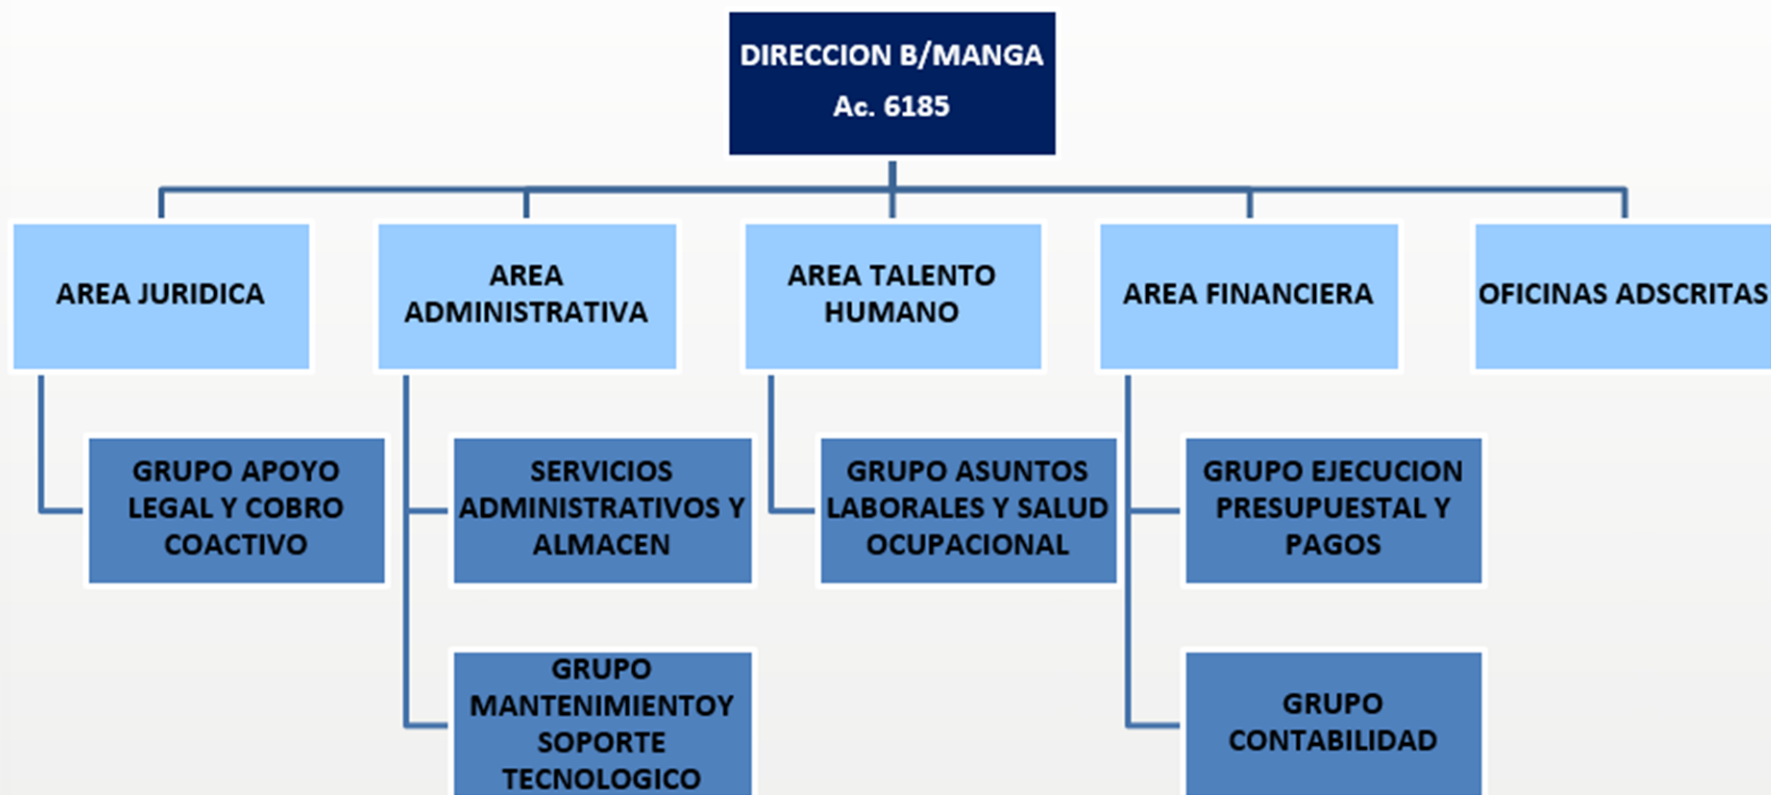 DIRECCION B/MANGA
Ac. 6185
AREA JURIDICA
AREA
ADMINISTRATIVA
AREA TALENTO
HUMANO
AREA FINANCIERA
OFICINAS ADSCRITAS
GRUPO APOYO
LEGAL Y COBRO
COACTIVO
SERVICIOS
ADMINISTRATIVOS Y
ALMACEN
GRUPO ASUNTOS
LABORALES Y SALUD
OCUPACIONAL
GRUPO EJECUCION
PRESUPUESTAL Y
PAGOS
GRUPO
MANTENIMIENTOY
SOPORTE
TECNOLOGICO
GRUPO
CONTABILIDAD